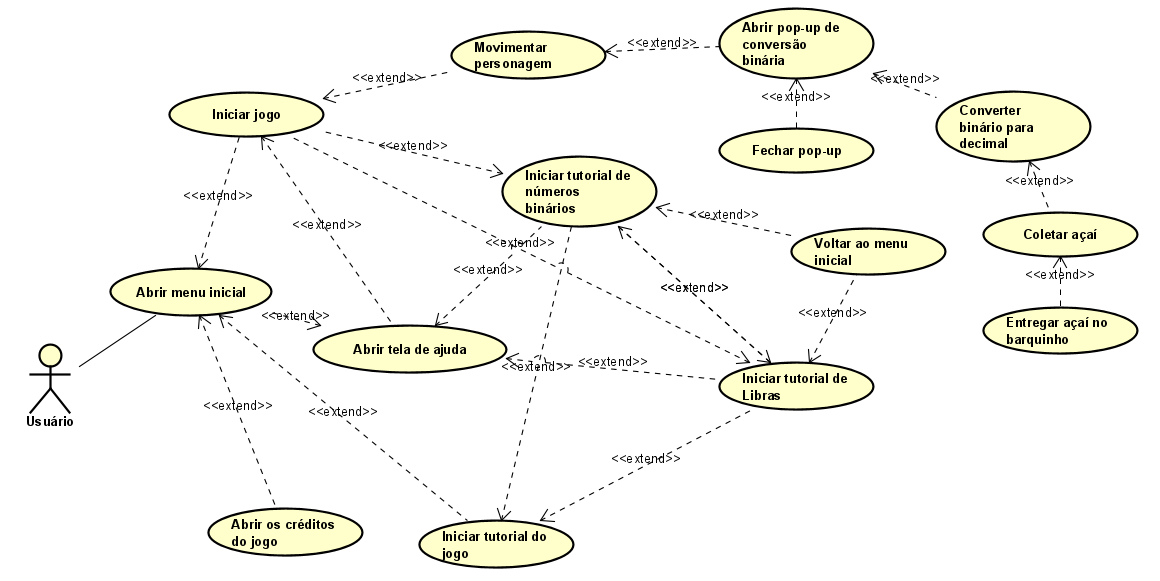 Abrir pop-up de
conversão
binária
<<extend>>
Movimentar
personagem
<<extend>>
<<extend>>
<<extend>>
Iniciar jogo
Converter
binário para
decimal
<<extend>>
Fechar pop-up
<<extend>>
Iniciar tutorial de
números
binários
<<extend>>
<<extend>>
<<extend>>
<<extend>>
Coletar açaí
<<extend>>
Voltar ao menu
inicial
<<extend>>
<<extend>>
Abrir menu inicial
<<extend>>
<<extend>>
<<extend>>
Entregar açaí no
barquinho
Abrir tela de ajuda
<<extend>>
<<extend>>
Iniciar tutorial de
Libras
<<extend>>
<<extend>>
Usuário
<<extend>>
Abrir os créditos
do jogo
Iniciar tutorial do
jogo